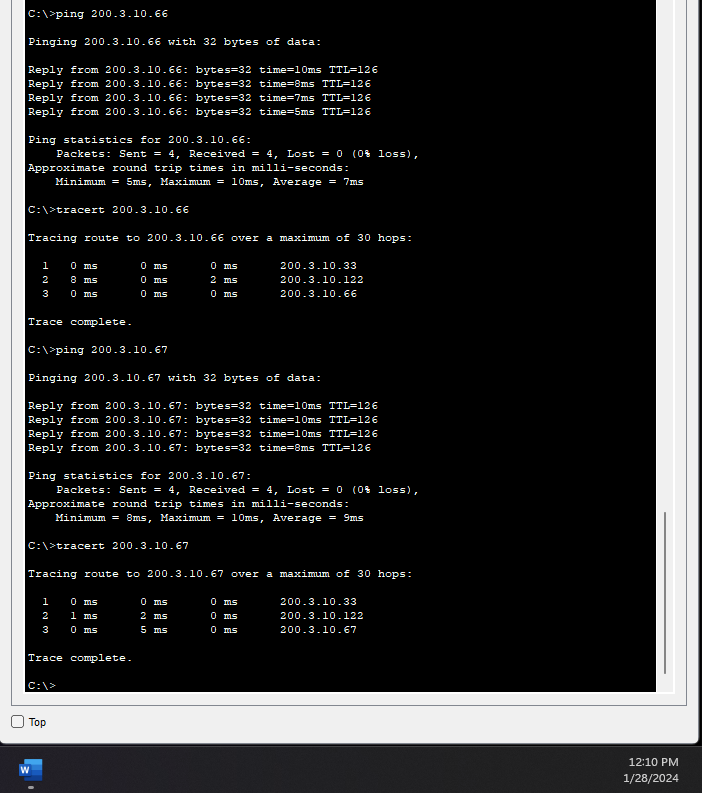 C:\>ping 200.3.10.66
Pinging 200.3.10.66 with 32 bytes of data:
Reply from 200.3.10.66: bytes=32 time=10ms TTL=126
Reply from 200.3.10.66: bytes=32 time=8ms TTL=126
Reply from 200.3.10.66: bytes=32 time=7ms TTL=126
Reply from 200.3.10.66: bytes=32 time=5ms TTL=126
Ping statistics for 200.3.10.66:
Packets: Sent = 4, Received = 4, Lost = 0 (0% loss),
Approximate round trip times in milli-seconds:
Minimum = 5ms, Maximum = 10ms, Average = 7ms
C:\>tracert 200.3.10.66
Tracing route to 200.3.10.66 over a maximum of 30 hops:
1 0 ms 0 ms 0 ms 200.3.10.33
2 8 ms 0 ms 2 ms 200.3.10.122
3 0 ms 0 ms 0 ms 200.3.10.66
Trace complete.
C:\>ping 200.3.10.67
Pinging 200.3.10.67 with 32 bytes of data:
Reply from 200.3.10.67: bytes=32 time=10ms TTL=126
Reply from 200.3.10.67: bytes=32 time=10ms TTL=126
Reply from 200.3.10.67: bytes=32 time=10ms TTL=126
Reply from 200.3.10.67: bytes=32 time=8ms TTL=126
Ping statistics for 200.3.10.67:
Packets: Sent = 4, Received = 4, Lost = 0 (0% loss),
Approximate round trip times in milli-seconds:
Minimum = 8ms, Maximum = 10ms, Average = 9ms
C:\>tracert 200.3.10.67
Tracing route to 200.3.10.67 over a maximum of 30 hops:
1 0 ms 0 ms 0 ms 200.3.10.33
2 1 ms 2 ms 0 ms 200.3.10.122
3 0 ms 5 ms 0 ms 200.3.10.67
Trace complete.
C:\>
Top
W
12:10 PM
1/28/2024